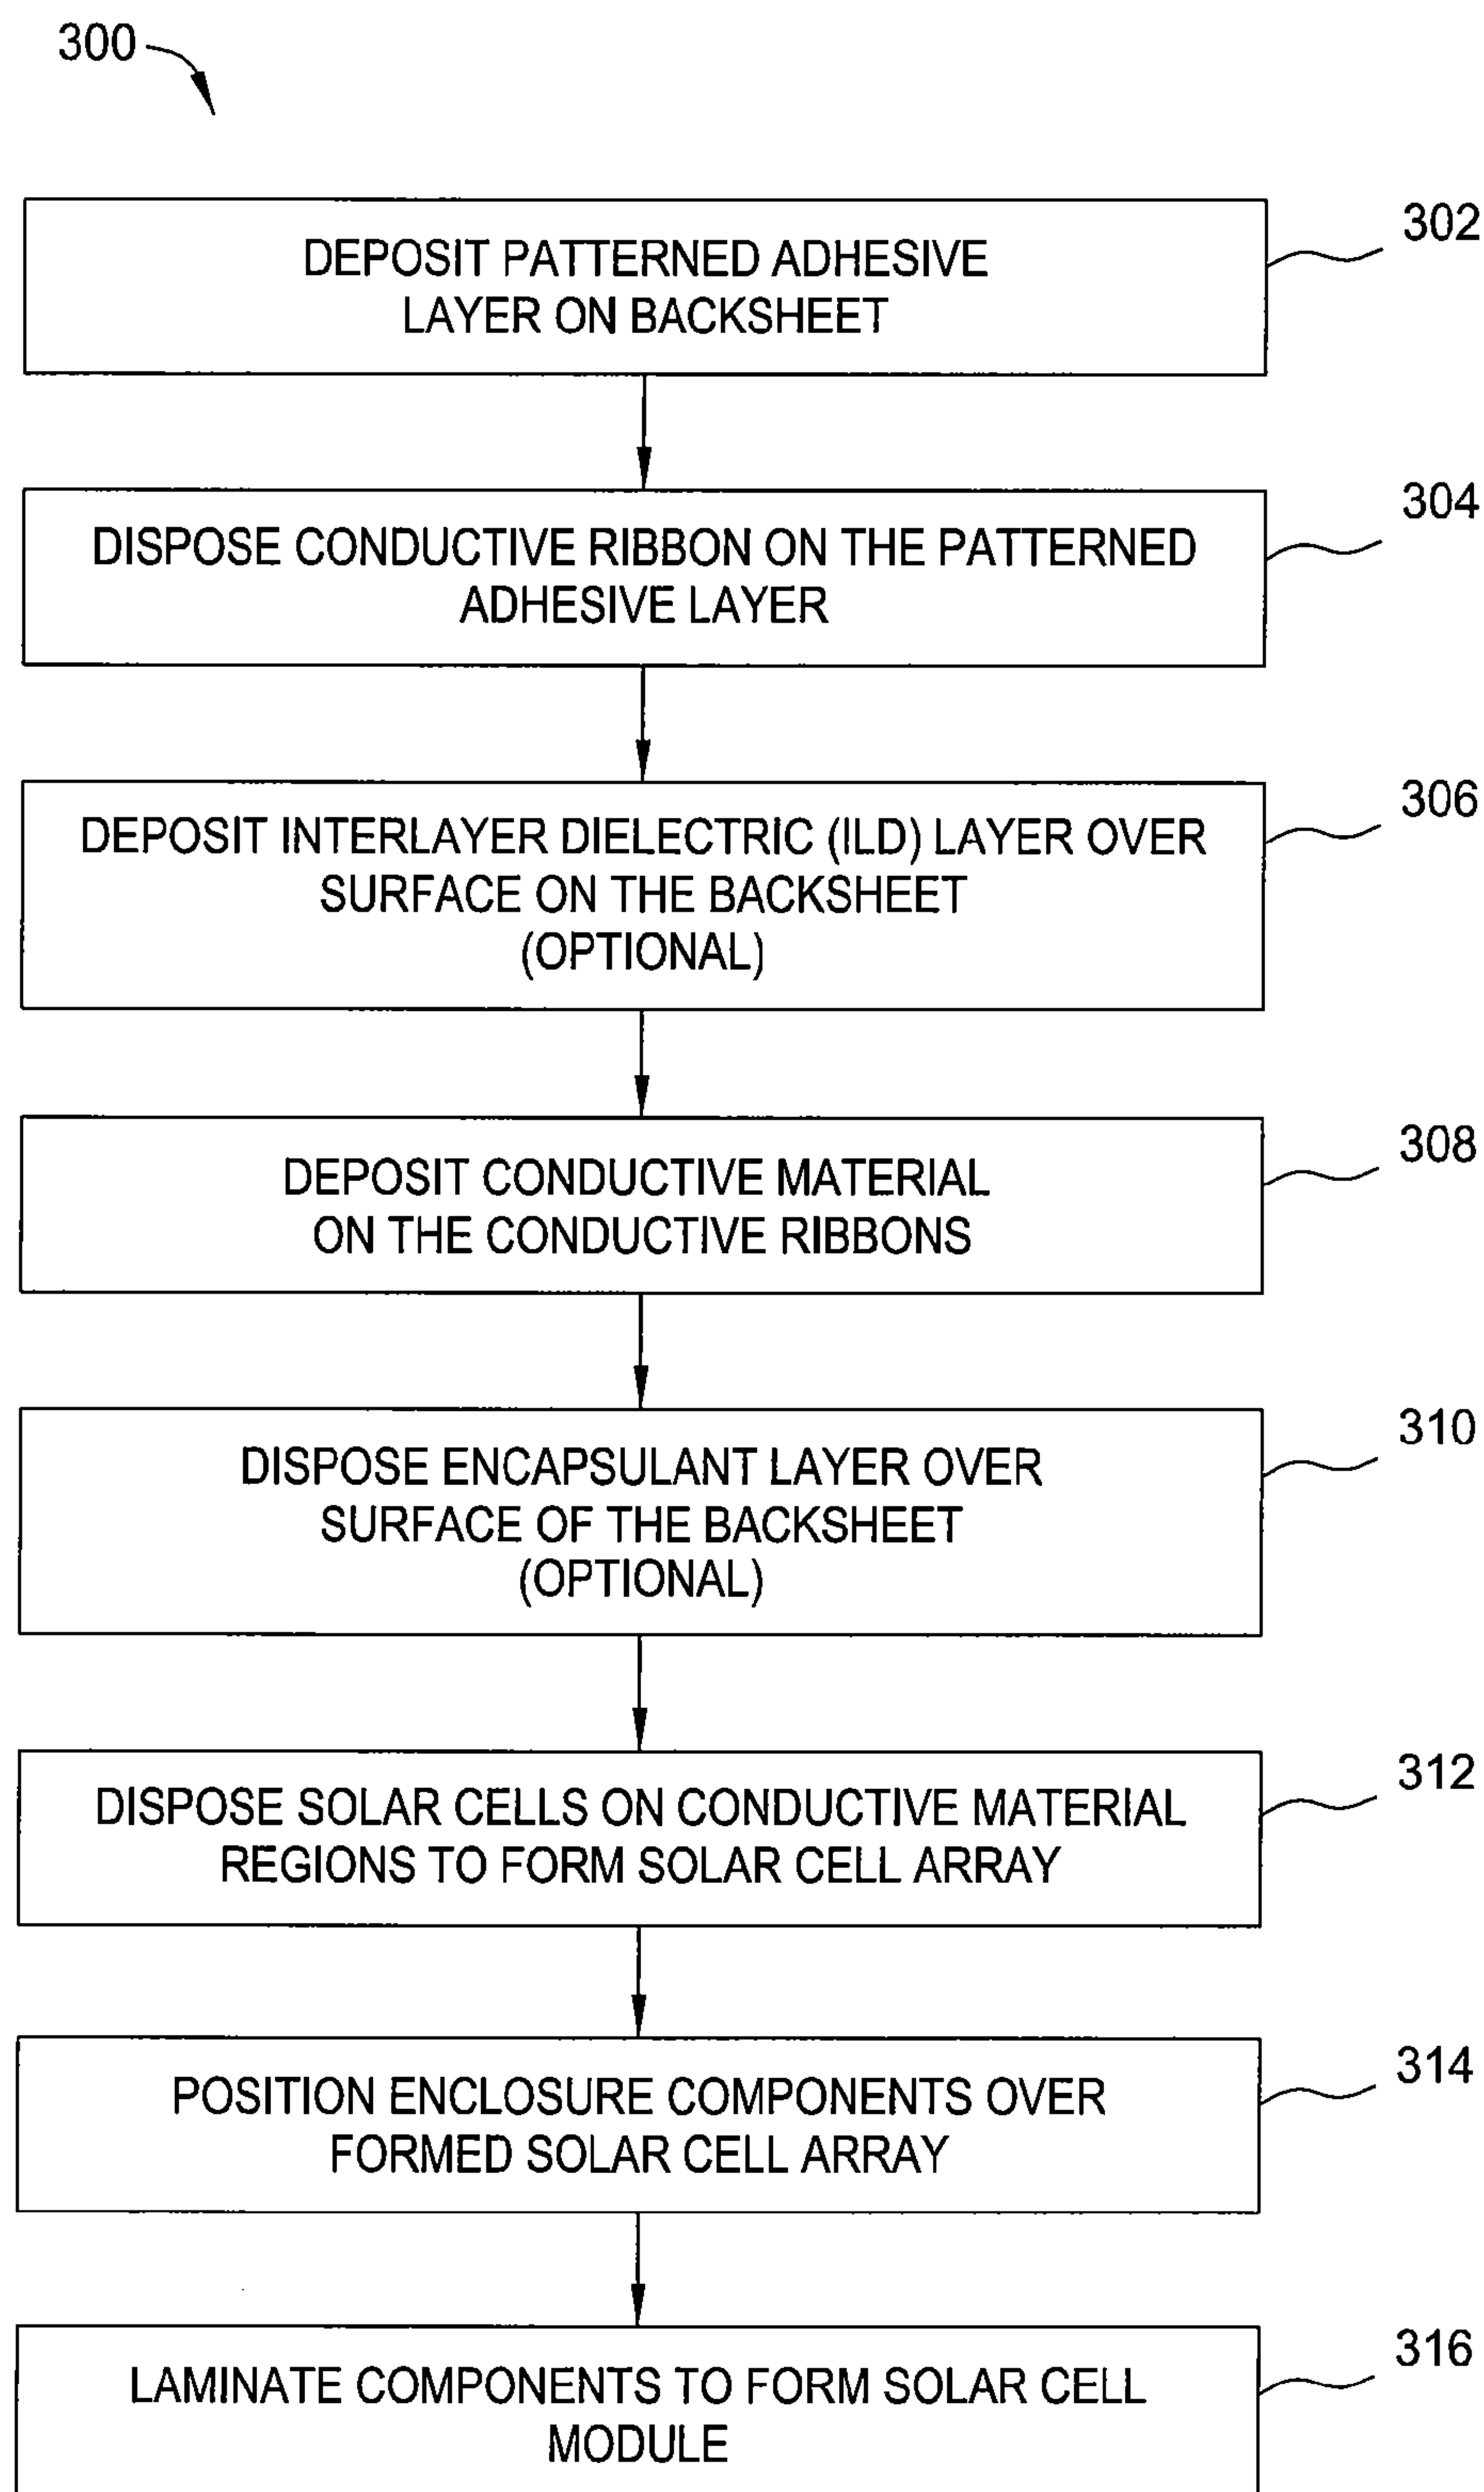 300
DEPOSIT PATTERNED ADHESIVE
LAYER ON BACKSHEET
302
DISPOSE CONDUCTIVE RIBBON ON THE PATTERNED
ADHESIVE LAYER
304
DEPOSIT INTERLAYER DIELECTRIC (ILD) LAYER OVER
SURFACE ON THE BACKSHEET
(OPTIONAL)
306
DEPOSIT CONDUCTIVE MATERIAL
ON THE CONDUCTIVE RIBBONS
308
DISPOSE ENCAPSULANT LAYER OVER
SURFACE OF THE BACKSHEET
(OPTIONAL)
310
DISPOSE SOLAR CELLS ON CONDUCTIVE MATERIAL
REGIONS TO FORM SOLAR CELL ARRAY
312
POSITION ENCLOSURE COMPONENTS OVER
FORMED SOLAR CELL ARRAY
314
LAMINATE COMPONENTS TO FORM SOLAR CELL
MODULE
316